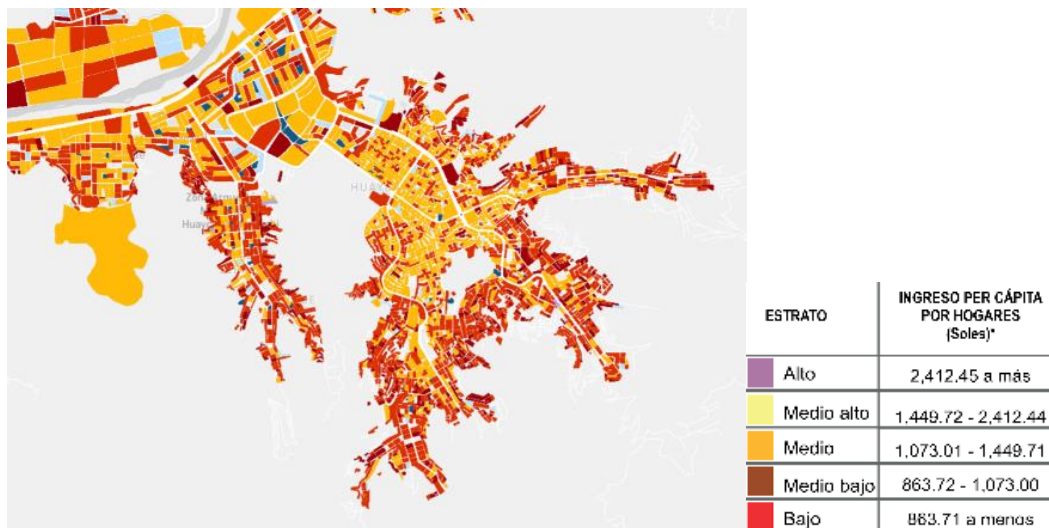 HUAY
ESTRATO
INGRESO PER CÁPITA
POR HOGARES
(Soles)*
Alto
2,412.45 a más
Medio alto
1,449.72 - 2,412.44
Medio
1,073.01 - 1,449.71
Medio bajo
863.72 - 1,073.00
Bajo
863.71 a menos